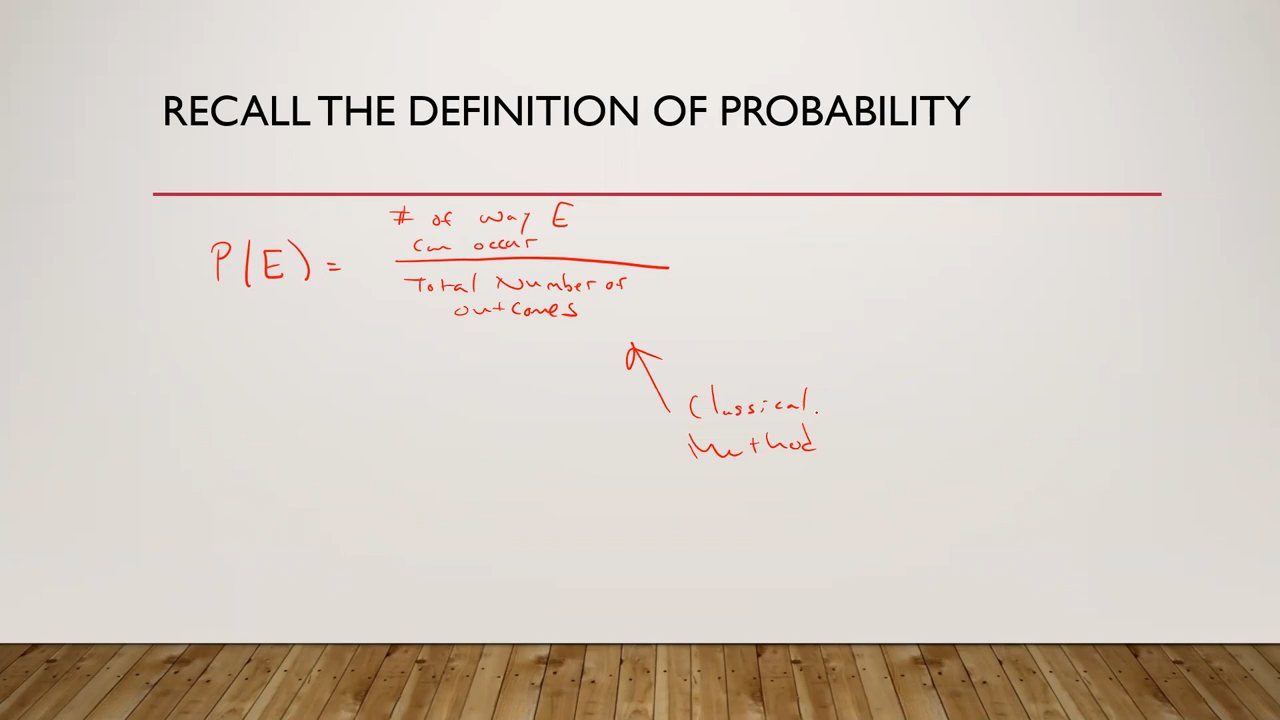 RECALL THE DEFINITION OF PROBABILITY
# of way E
can occur
P(E) =
Total Number of
outcomes
Classical.
Method